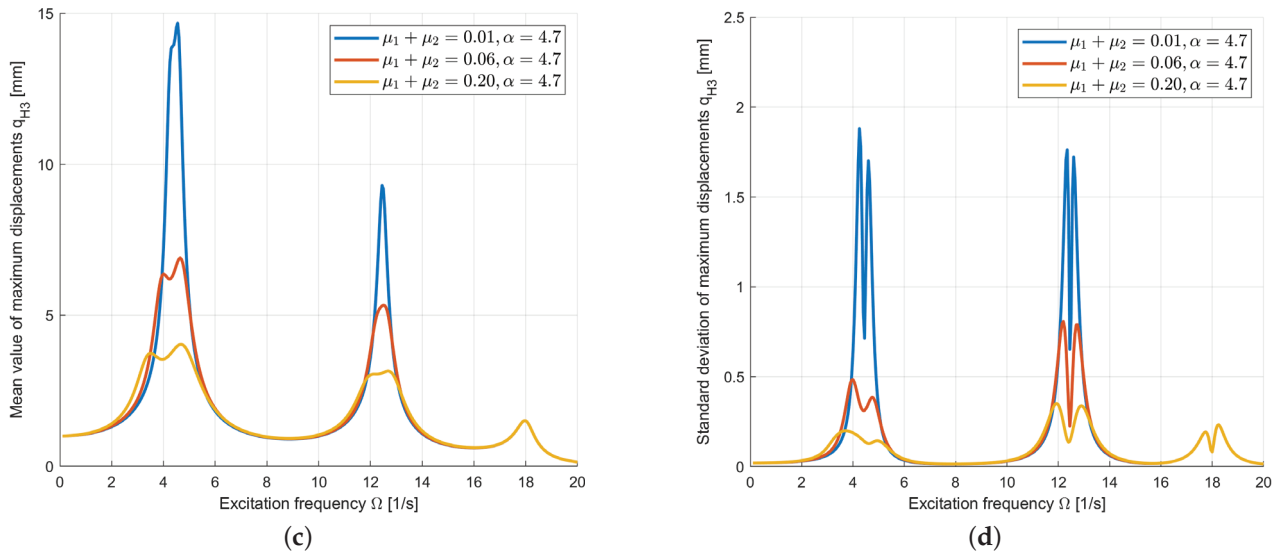 Mean value of maximum displacements q_H3 [mm]
15
10
5
0
μ₁ + μ₂ = 0.01, α = 4.7
μ₁ + μ₂ = 0.06, α = 4.7
μ₁ + μ₂ = 0.20, α = 4.7
0 2 4 6 8 10 12 14 16 18 20
Excitation frequency Ω [1/s]
(c)
Standard deviation of maximum displacements q_H3 [mm]
2.5
2
1.5
1
0.5
0
μ₁ + μ₂ = 0.01, α = 4.7
μ₁ + μ₂ = 0.06, α = 4.7
μ₁ + μ₂ = 0.20, α = 4.7
0 2 4 6 8 10 12 14 16 18 20
Excitation frequency Ω [1/s]
(d)